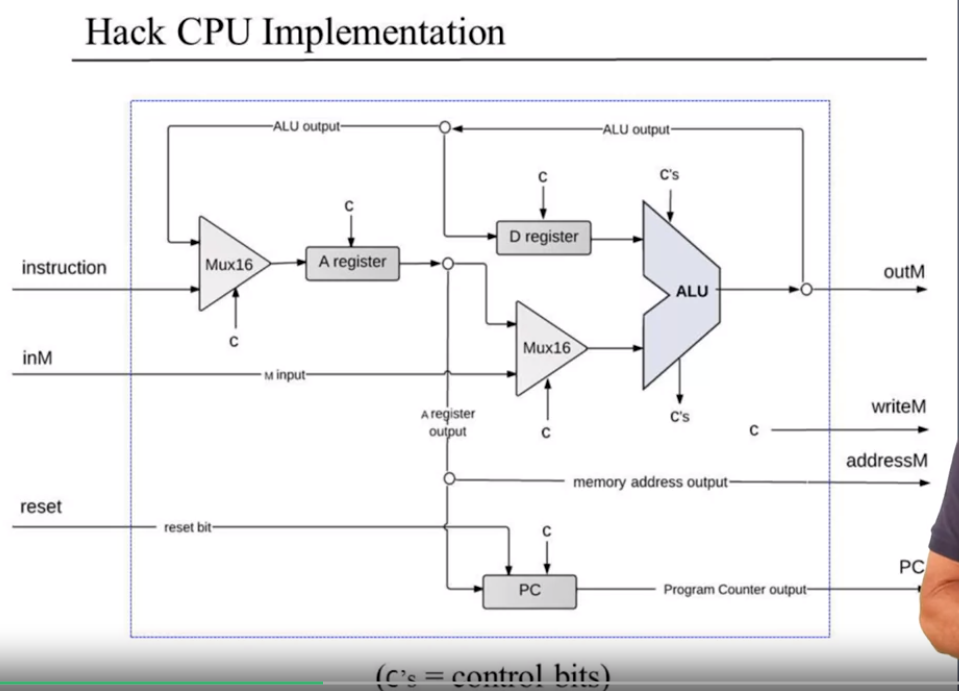 Hack CPU Implementation
ALU output
ALU output
c
c's
c
D register
instruction
Mux16
A register
ALU
outM
c
inM
Mux16
M input
A register
output
c
c's
c
writeM
addressM
memory address output
reset
reset bit
c
PC
Program Counter output
PC
(c's = control bits)